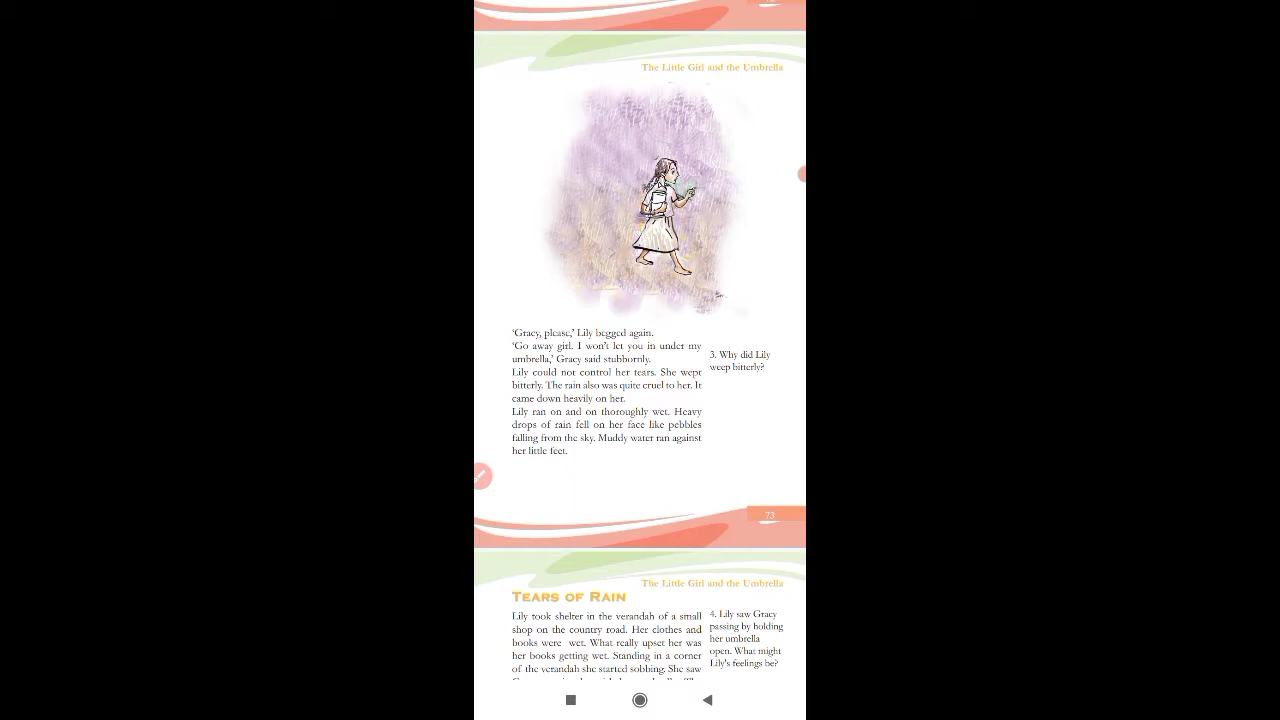 The Little Girl and the Umbrella
'Gracy, please,' Lily begged again.
'Go away girl. I won't let you in under my
umbrella,' Gracy said stubbornly.
Lily could not control her tears. She wept
bitterly. The rain also was quite cruel to her. It
came down heavily on her.
Lily ran on and on thoroughly wet. Heavy
drops of rain fell on her face like pebbles
falling from the sky. Muddy water ran against
her little feet.
3. Why did Lily
weep bitterly?
73
The Little Girl and the Umbrella
TEARS OF RAIN
Lily took shelter in the verandah of a small
shop on the country road. Her clothes and
books were wet. What really upset her was
her books getting wet. Standing in a corner
of the verandah she started sobbing. She saw
4. Lily saw Gracy
passing by holding
her umbrella
open. What might
Lily's feelings be?